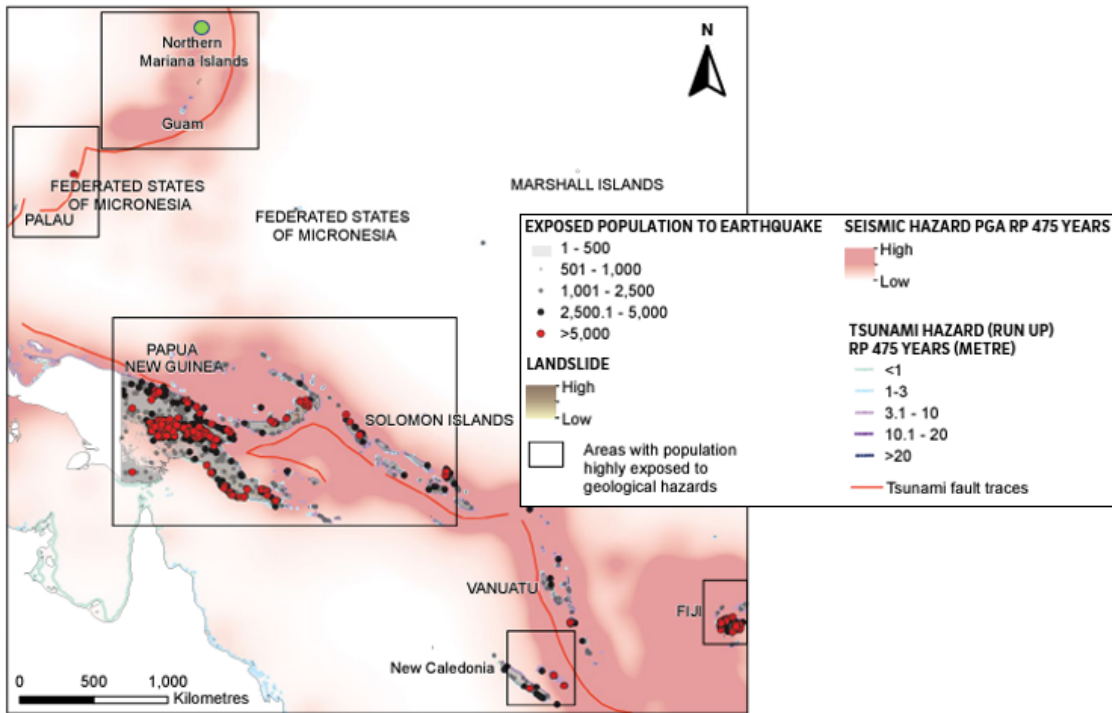 Northern
Mariana Islands
N
Guam
FEDERATED STATES
OF MICRONESIA
MARSHALL ISLANDS
PALAU
FEDERATED STATES
OF MICRONESIA
EXPOSED POPULATION TO EARTHQUAKE
1 - 500
501 - 1,000
1,001 - 2,500
2,500.1 - 5,000
>5,000
LANDSLIDE
High
Low
Areas with population
highly exposed to
geological hazards
SEISMIC HAZARD PGA RP 475 YEARS
High
Low
TSUNAMI HAZARD (RUN UP)
RP 475 YEARS (METRE)
<1
1-3
3.1 - 10
10.1 - 20
>20
Tsunami fault traces
PAPUA
NEW GUINEA
SOLOMON ISLANDS
VANUATU
FIJI
New Caledonia
0 500 1,000
Kilometres